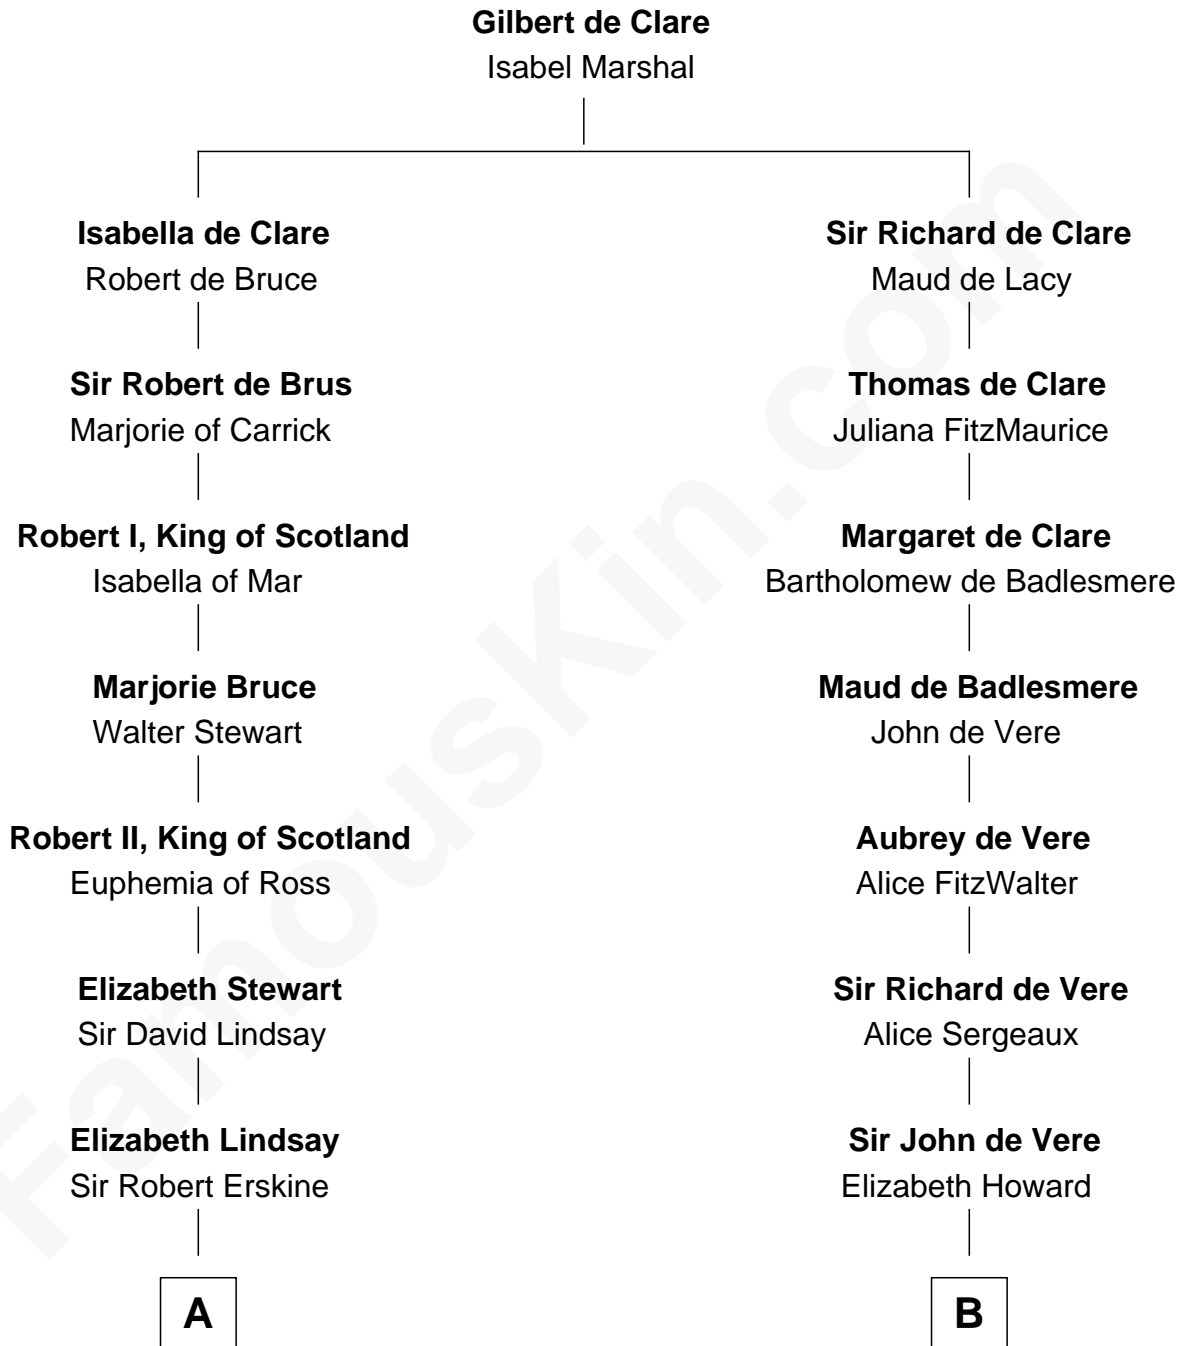 Gilbert de Clare
Isabel Marshal
Isabella de Clare
Robert de Bruce
Sir Richard de Clare
Maud de Lacy
Sir Robert de Brus
Marjorie of Carrick
Thomas de Clare
Juliana FitzMaurice
Robert I, King of Scotland
Isabella of Mar
Margaret de Clare
Bartholomew de Badlesmere
Marjorie Bruce
Walter Stewart
Maud de Badlesmere
John de Vere
Robert II, King of Scotland
Euphemia of Ross
Aubrey de Vere
Alice FitzWalter
Elizabeth Stewart
Sir David Lindsay
Sir Richard de Vere
Alice Sergeaux
Elizabeth Lindsay
Sir Robert Erskine
Sir John de Vere
Elizabeth Howard
A
B
FamousKin.com